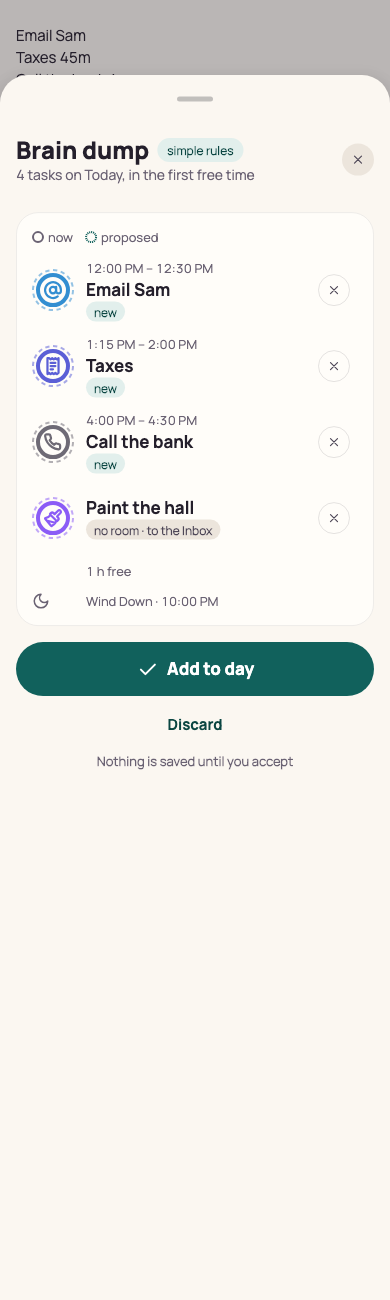 Email Sam
Taxes 45m
Brain dump
simple rules
4 tasks on Today, in the first free time
now
proposed
12:00 PM – 12:30 PM
Email Sam
new
1:15 PM – 2:00 PM
Taxes
new
4:00 PM – 4:30 PM
Call the bank
new
Paint the hall
no room · to the Inbox
1 h free
Wind Down · 10:00 PM
Add to day
Discard
Nothing is saved until you accept